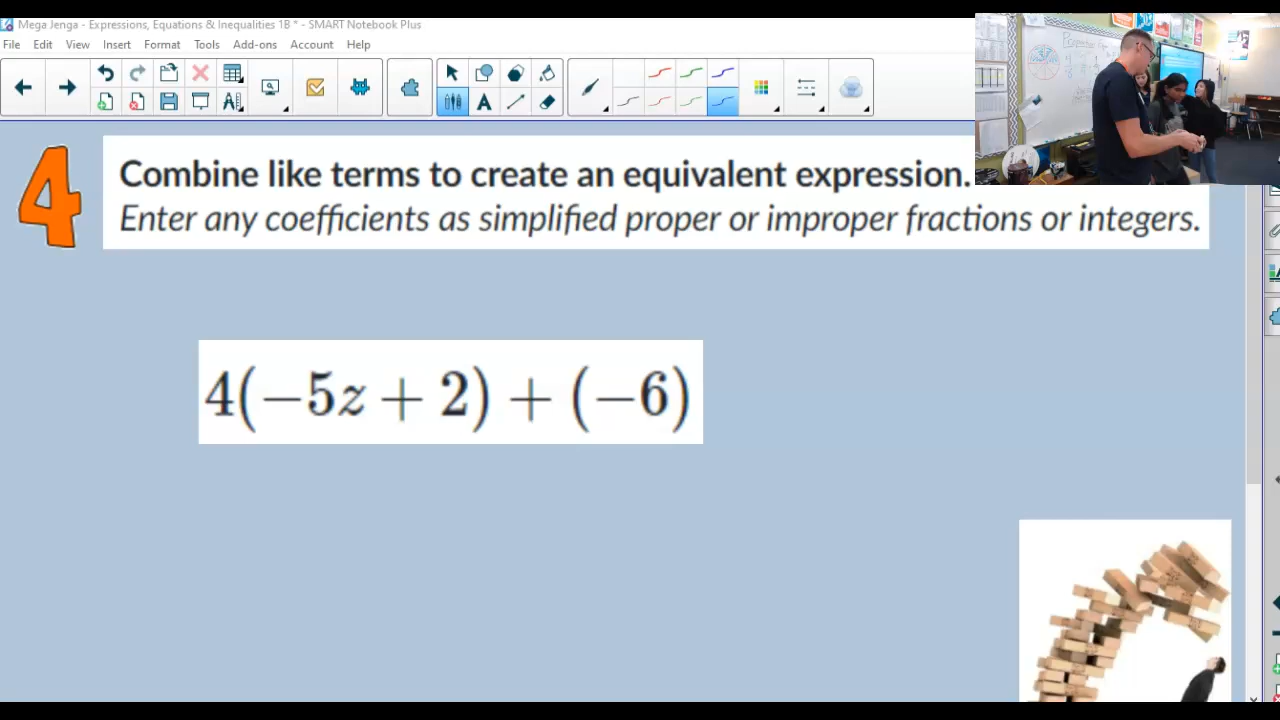 Mega Jenga - Expressions, Equations & Inequalities 1B * - SMART Notebook Plus
File Edit View Insert Format Tools Add-ons Account Help
4
Combine like terms to create an equivalent expression.
Enter any coefficients as simplified proper or improper fractions or integers.
4(−5z + 2) + (−6)